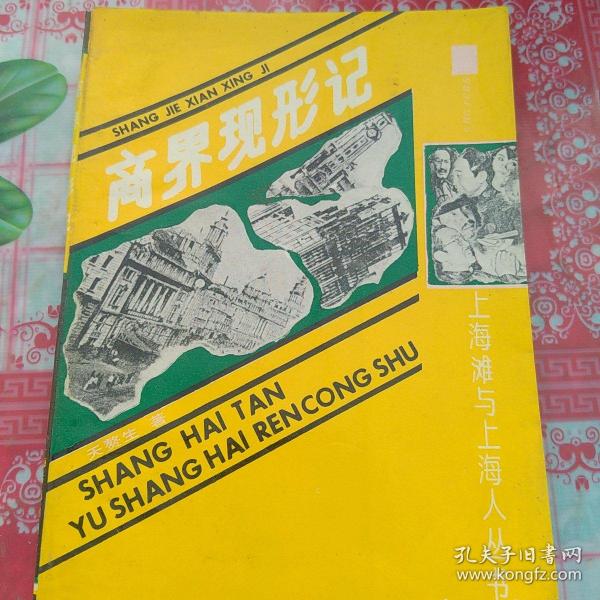 SHANG JIE XIAN XING JI
商界现形记
天赘生 著
SHANG HAI TAN
YU SHANG HAI REN CONG SHU
上海滩与上海人丛书
孔夫子旧书网
www.kongfz.com